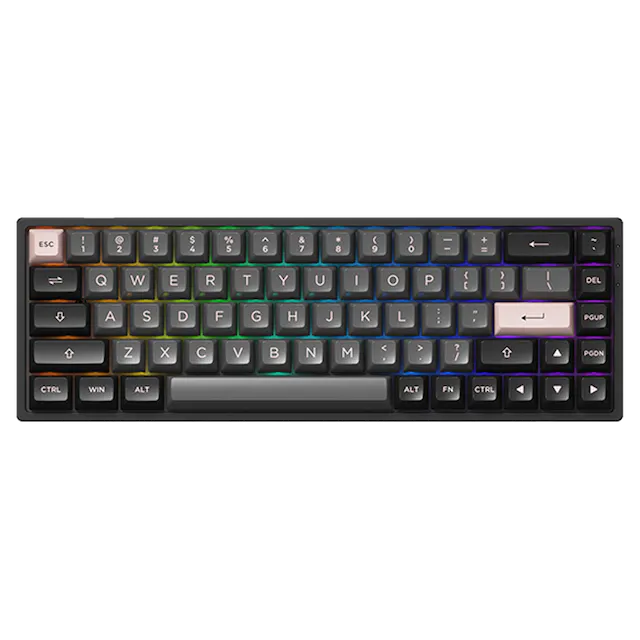 ESC ! @ # $ % ^ & * ( ) — + ~
1 2 3 4 5 6 7 8 9 0 - = ← `
⇌ Q W E R T Y U I O P { } | DEL
[ ] \
⇩ A S D F G H J K L : " ↵ PGUP
; '
⇧ Z X C V B N M < > ? ⇧ ▲ PGDN
, . /
CTRL WIN ALT ALT FN CTRL ◀ ▼ ▶